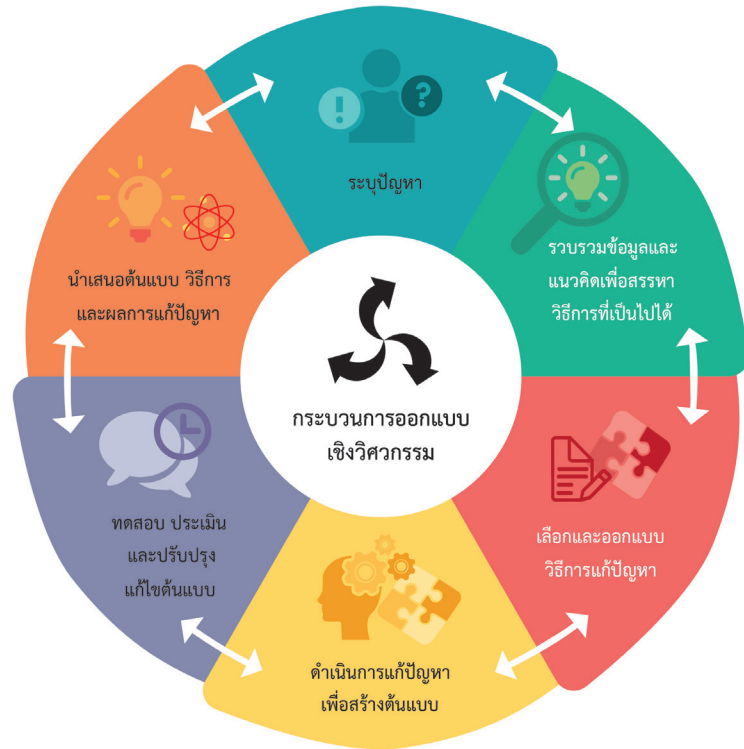 ระบุปัญหา
รวบรวมข้อมูลและ
แนวคิดเพื่อสรรหา
วิธีการที่เป็นไปได้
เลือกและออกแบบ
วิธีการแก้ปัญหา
ดำเนินการแก้ปัญหา
เพื่อสร้างต้นแบบ
ทดสอบ ประเมิน
และปรับปรุง
แก้ไขต้นแบบ
นำเสนอต้นแบบ วิธีการ
และผลการแก้ปัญหา
กระบวนการออกแบบ
เชิงวิศวกรรม